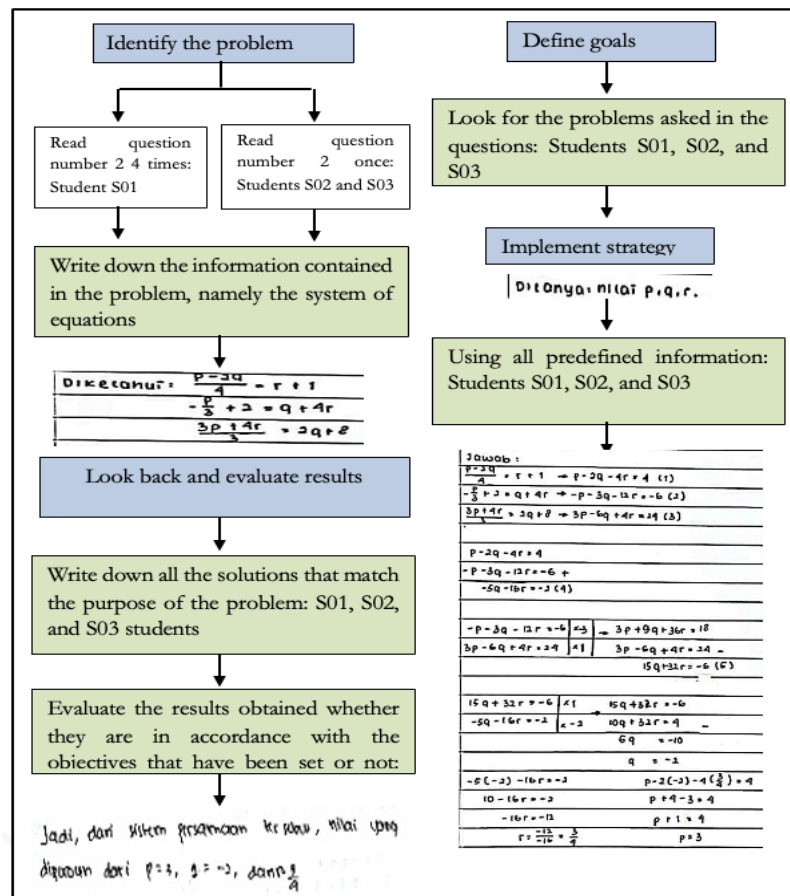 Identify the problem
Read question
number 2 4 times:
Student S01
Read question
number 2 once:
Students S02 and S03
Write down the information contained
in the problem, namely the system of
equations
Diketahui: (p-2q)/4 = r + 1
-p/3 + 2 = q + 4r
(3p + 4r)/3 = 2q + 8
Look back and evaluate results
Write down all the solutions that match
the purpose of the problem: S01, S02,
and S03 students
Evaluate the results obtained whether
they are in accordance with the
objectives that have been set or not:
Jadi, dari sistem persamaan tersebut, nilai yang
dari p=3, q=-2, dan 3/4
Define goals
Look for the problems asked in the
questions: Students S01, S02, and
S03
Implement strategy
Ditanya: nilai p, q, r.
Using all predefined information:
Students S01, S02, and S03
Jawab:
(p-2q)/4 = r + 1 → p-2q-4r = 4 (1)
-p/3 + 2 = q + 4r → -p-3q-12r = -6 (2)
(3p+4r)/3 = 2q+8 → 3p-6q+4r = 24 (3)
p-2q-4r = 4
-p-3q-12r = -6 +
-5q-16r = -2 (4)
-p-3q-12r = -6 | ×-3 | → 3p+9q+36r = 18
3p-6q+4r = 24 | ×1 | 3p-6q+4r = 24 -
15q+32r = -6 (5)
15q+32r = -6 | ×1 → 15q+32r = -6
-5q-16r = -2 | ×-2 10q+32r = 4 -
= -10
q = -2
-5(-2)-16r = -2 p-2(-2)-4(3/4) = 4
10-16r = -2 p+4-3 = 4
-16r = -12 p+1 = 4
r = -12/-16 = 3/4 p=3